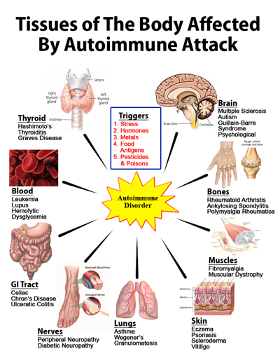 Tissues of The Body Affected
By Autoimmune Attack
Thyroid
Hashimoto's
Thyroiditis
Graves Disease
Triggers
1. Stress
2. Hormones
3. Metals
4. Food
Antigens
5. Pesticides
& Poisons
Brain
Multiple Sclerosis
Autism
Guillain-Barre
Syndrome
Psychological
Blood
Leukemia
Lupus
Hemolytic
Dysglycemia
Autoimmune
Disorder
Bones
Rheumatoid Arthritis
Ankylosing Spondylitis
Polymyalgia Rheumatica
GI Tract
Celiac
Chron's Disease
Ulceratic Colitis
Muscles
Fibromyalgia
Muscular Dystrophy
Nerves
Peripheral Neuropathy
Diabetic Neuropathy
Lungs
Asthma
Wegener's
Granulomatosis
Skin
Eczema
Psoriasis
Scleroderma
Vitiligo